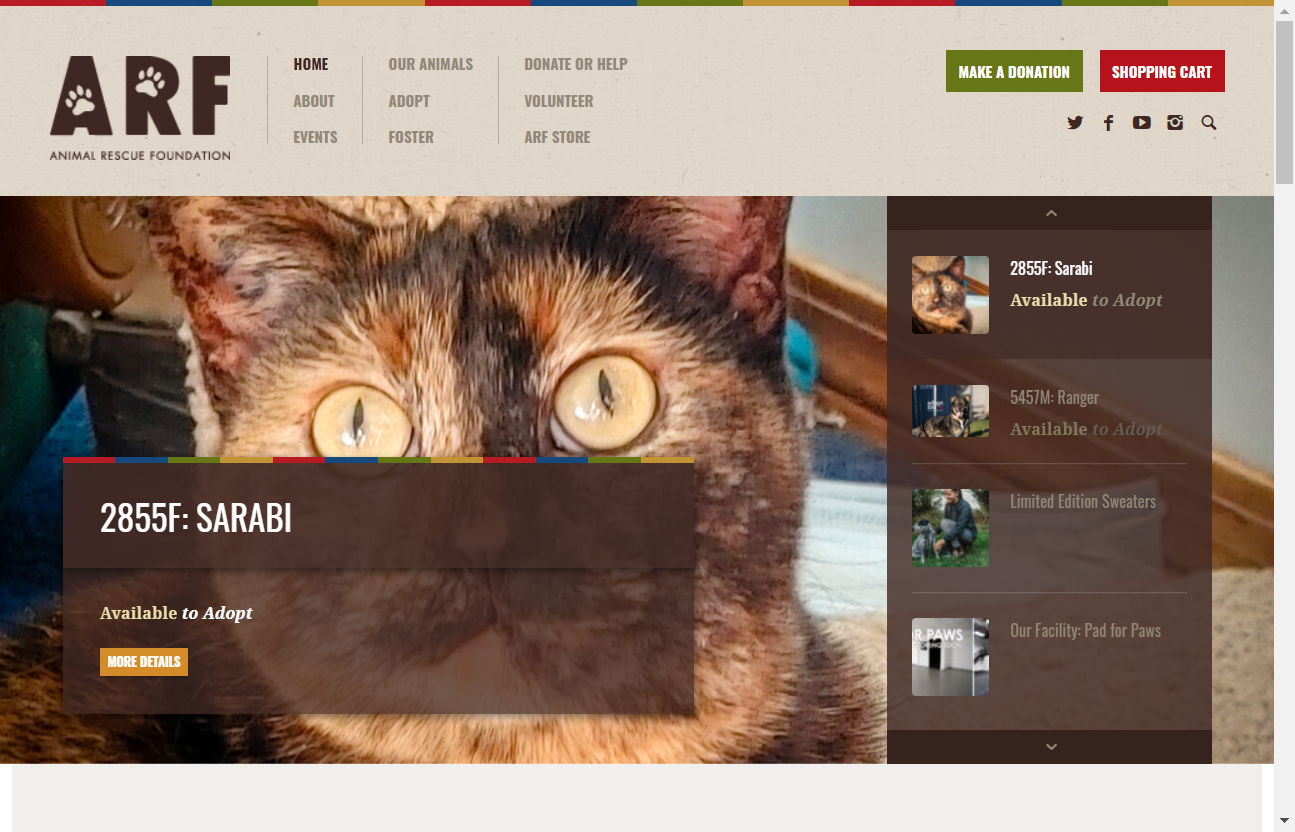 ARF
ANIMAL RESCUE FOUNDATION
HOME
ABOUT
EVENTS
OUR ANIMALS
ADOPT
FOSTER
DONATE OR HELP
VOLUNTEER
ARF STORE
MAKE A DONATION
SHOPPING CART
2855F: SARABI
Available to Adopt
MORE DETAILS
2855F: Sarabi
Available to Adopt
5457M: Ranger
Available to Adopt
Limited Edition Sweaters
R PAWS
Our Facility: Pad for Paws